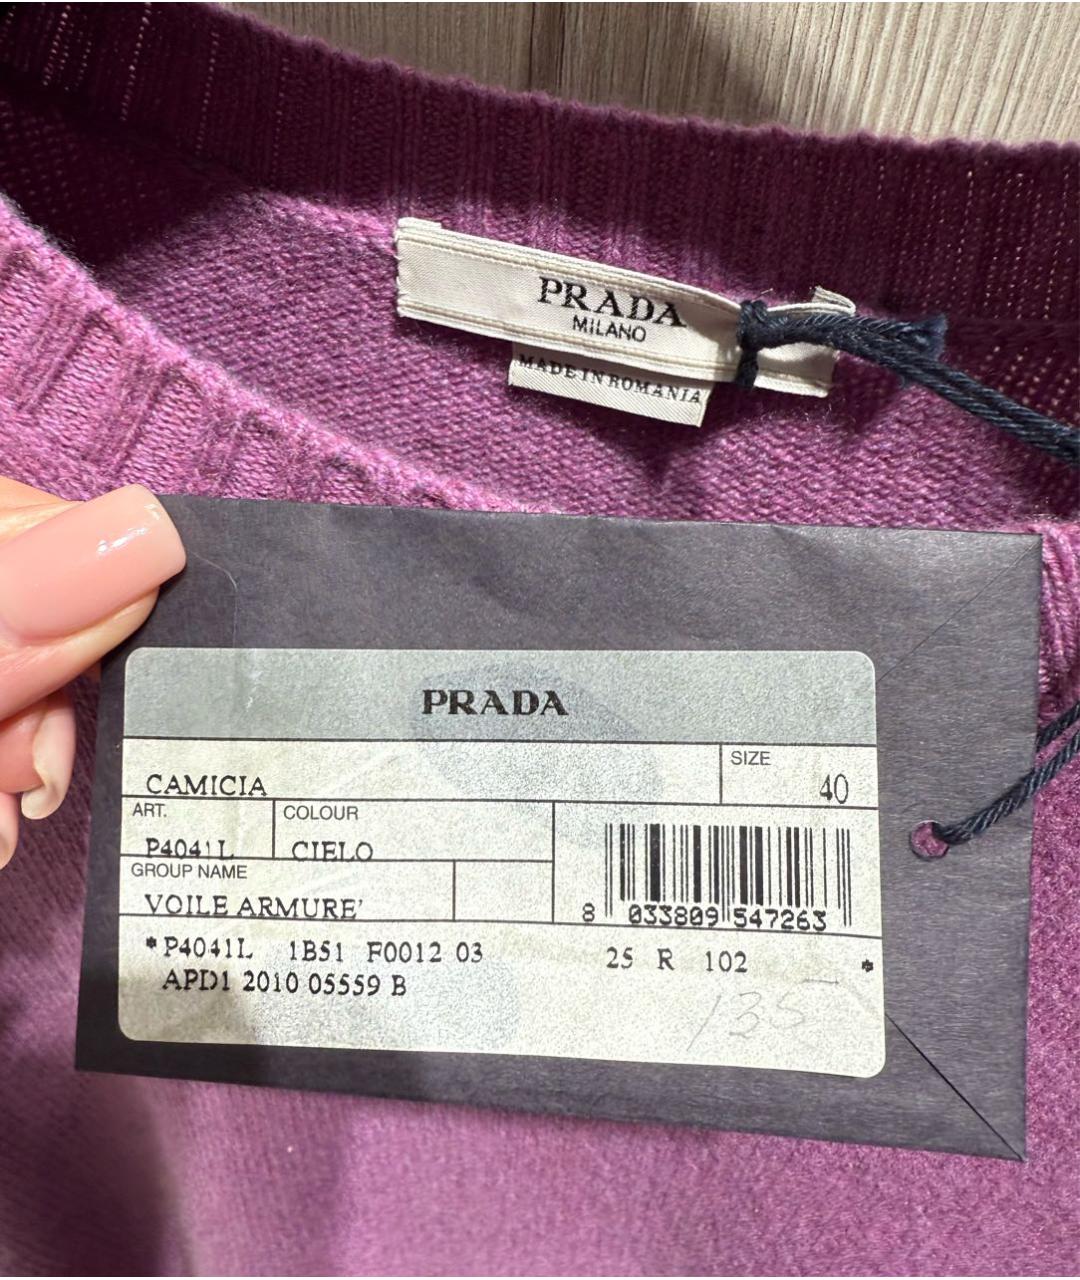 PRADA
MILANO
MADE IN ROMANIA
PRADA
CAMICIA
SIZE
40
ART.
P4041L
COLOUR
CIELO
GROUP NAME
VOILE ARMURE'
8 033809 547263
*P4041L 1B51 F0012 03 25 R 102 *
APD1 2010 05559 B
135